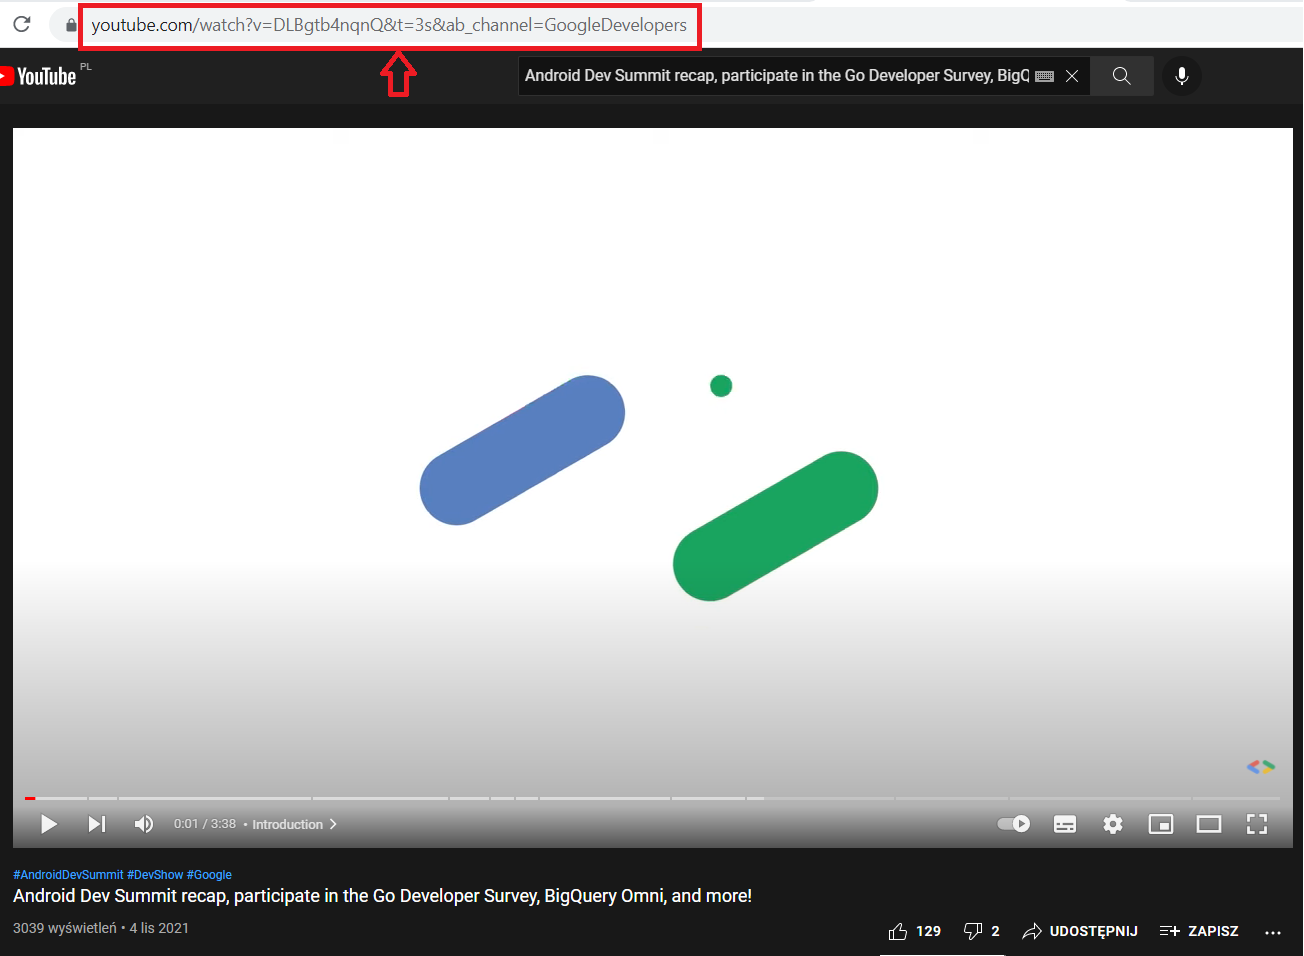 youtube.com/watch?v=DLBgtb4nqnQ&t=3s&ab_channel=GoogleDevelopers
YouTube PL
Android Dev Summit recap, participate in the Go Developer Survey, BigQ
0:01 / 3:38 • Introduction
#AndroidDevSummit #DevShow #Google
Android Dev Summit recap, participate in the Go Developer Survey, BigQuery Omni, and more!
3039 wyświetleń • 4 lis 2021
129 2 UDOSTĘPNIJ ZAPISZ